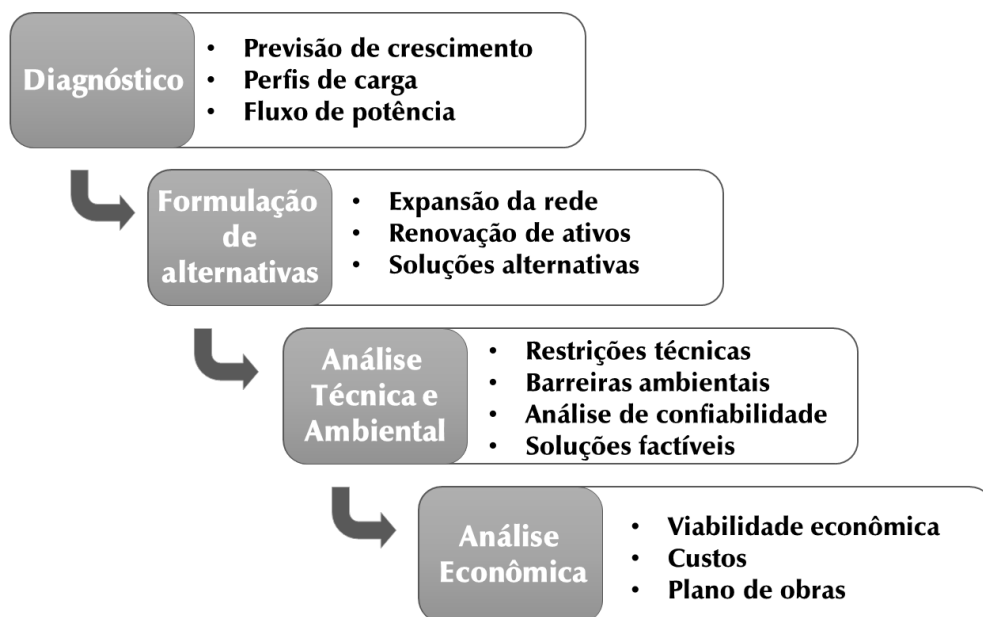 Diagnóstico
• Previsão de crescimento
• Perfis de carga
• Fluxo de potência
Formulação
de
alternativas
• Expansão da rede
• Renovação de ativos
• Soluções alternativas
Análise
Técnica e
Ambiental
• Restrições técnicas
• Barreiras ambientais
• Análise de confiabilidade
• Soluções factíveis
Análise
Econômica
• Viabilidade econômica
• Custos
• Plano de obras